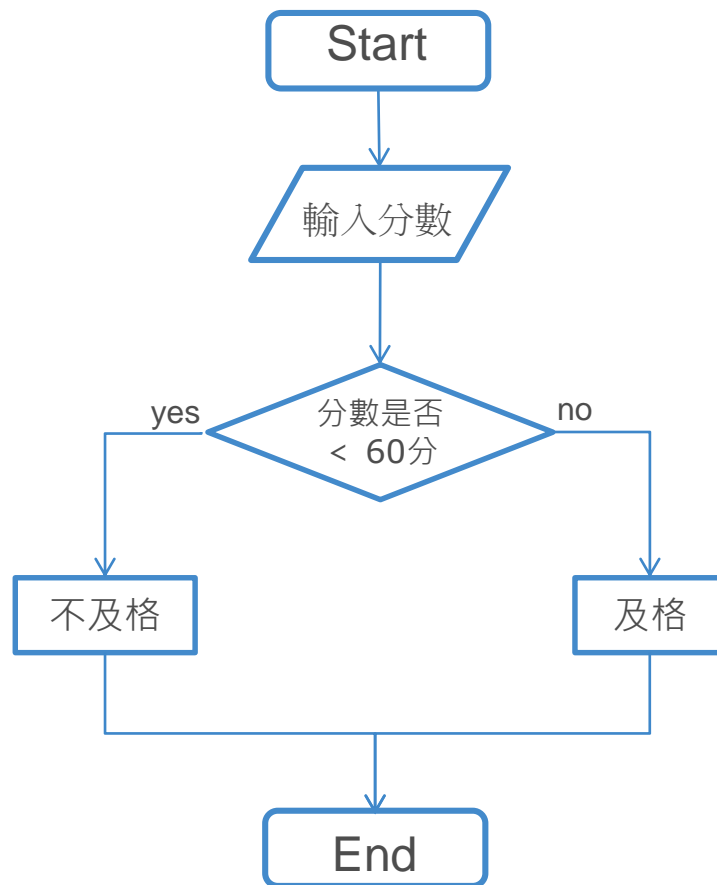 Start
輸入分數
yes
分數是否
< 60分
no
不及格
及格
End